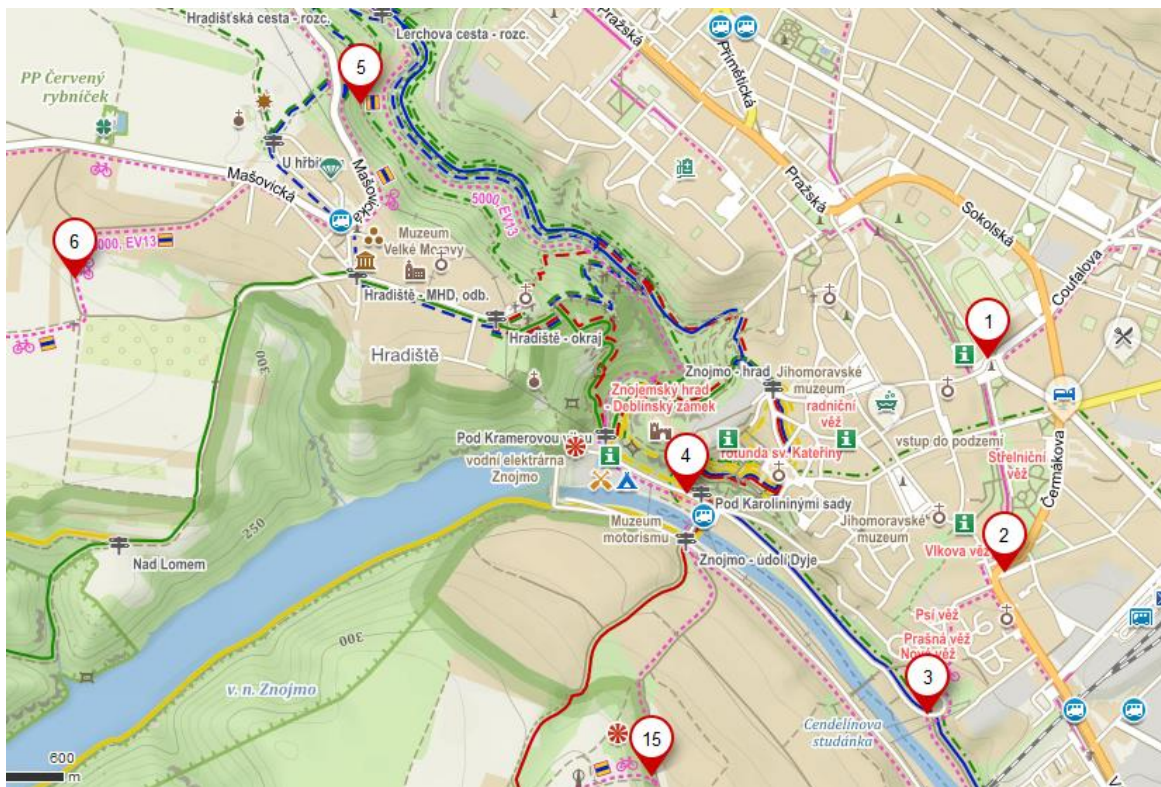 Hradišťská cesta - rozc.
Lerchova cesta - rozc.
Pražská
Přímětická
PP Červený
rybníček
5
U hřbitova
Mašovická
Mašovická
Pražská
Sokolská
5000, EV13
6
5000, EV13
Muzeum
Velké Moravy
Coufalova
Hradiště - MHD, odb.
1
Hradiště - okraj
Hradiště
300
Znojmo - hrad
Jihomoravské
muzeum
Znojemský hrad
- Deblínský zámek
radniční
věž
Pod Kramerovou vilou
vodní elektrárna
Znojmo
rotunda sv. Kateřiny
vstup do podzemí
Střelniční
věž
Čermákova
4
Pod Karolininými sady
250
Muzeum
motorismu
Jihomoravské
muzeum
Nad Lomem
Znojmo - údolí Dyje
Vlkova věž
2
300
Psí věž
Prašná věž
Nová věž
v. n. Znojmo
3
Cendelínova
studánka
15
600
m
V